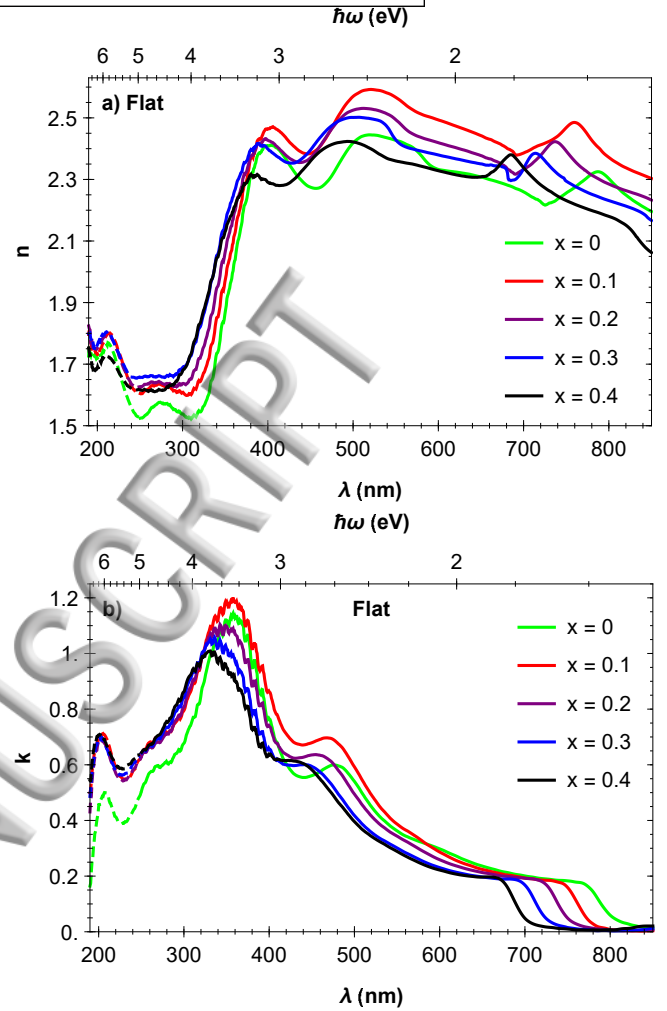 ħω (eV)
6 5 4 3 2
a) Flat
2.5
2.3
2.1
1.9
1.7
1.5
n
x = 0
x = 0.1
x = 0.2
x = 0.3
x = 0.4
200 300 400 500 600 700 800
λ (nm)
ħω (eV)
6 5 4 3 2
b) Flat
1.2
1.
0.8
0.6
0.4
0.2
0.
k
x = 0
x = 0.1
x = 0.2
x = 0.3
x = 0.4
200 300 400 500 600 700 800
λ (nm)
USCRIPT